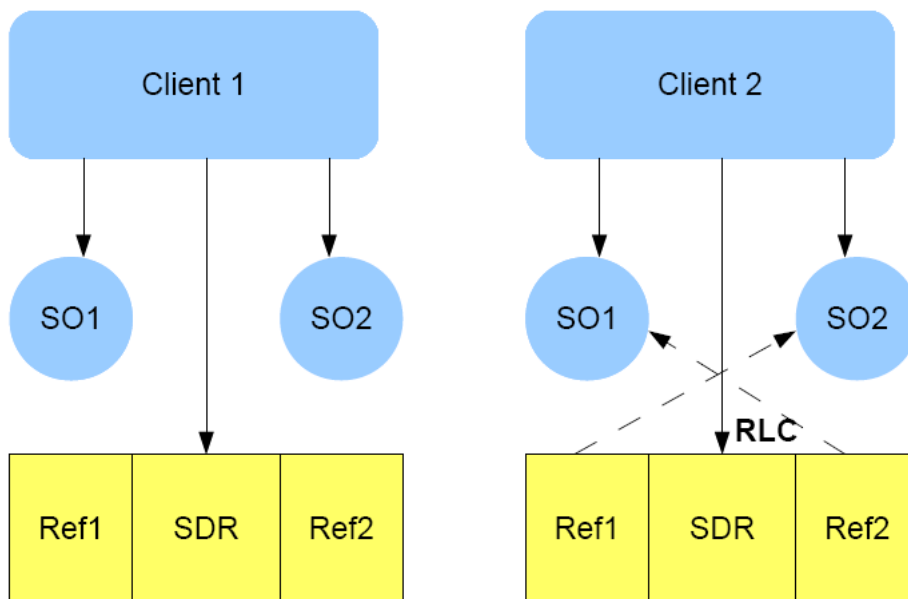 Client 1
Client 2
SO1
SO2
SO1
SO2
RLC
Ref1
SDR
Ref2
Ref1
SDR
Ref2